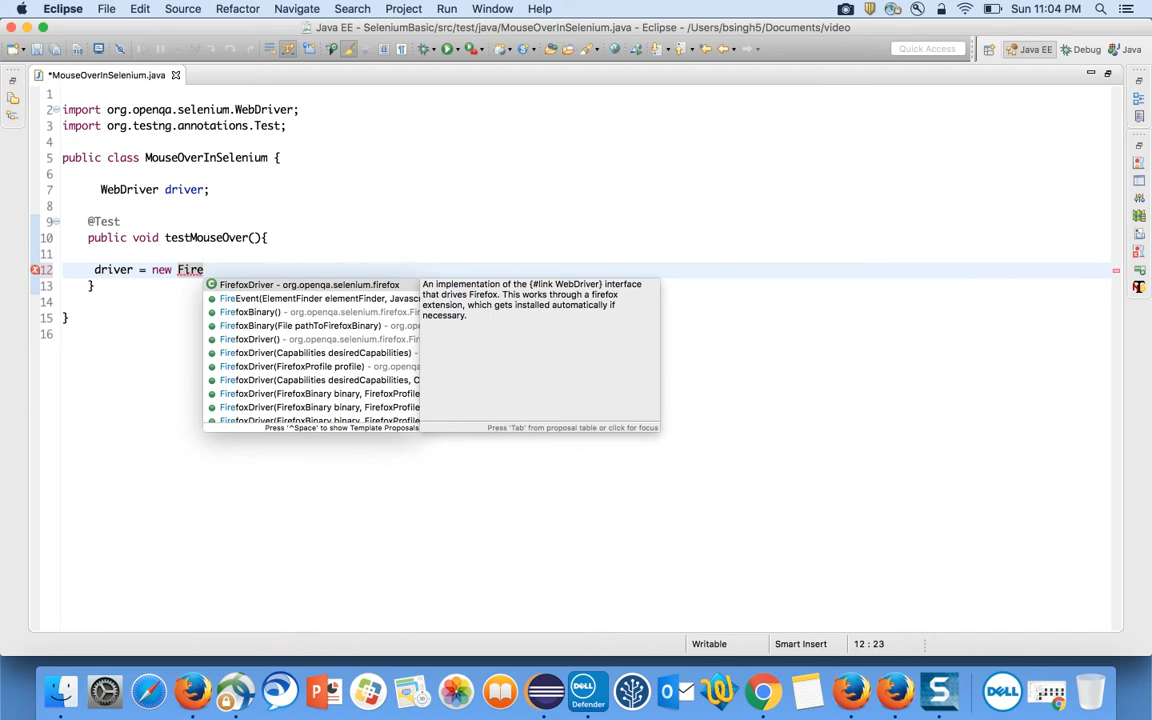 Eclipse File Edit Source Refactor Navigate Search Project Run Window Help Sun 11:04 PM
Java EE - SeleniumBasic/src/test/java/MouseOverInSelenium.java - Eclipse - /Users/bsingh5/Documents/video
Quick Access Java EE Debug Java
*MouseOverInSelenium.java
1
2 import org.openqa.selenium.WebDriver;
3 import org.testng.annotations.Test;
4
5 public class MouseOverInSelenium {
6
7 WebDriver driver;
8
9 @Test
10 public void testMouseOver(){
11
12 driver = new Fire
13 }
14
15 }
16
FirefoxDriver - org.openqa.selenium.firefox
FireEvent(ElementFinder elementFinder, Javasc
FirefoxBinary() - org.openqa.selenium.firefox.Fi
FirefoxBinary(File pathToFirefoxBinary) - org.op
FirefoxDriver() - org.openqa.selenium.firefox.Fi
FirefoxDriver(Capabilities desiredCapabilities) -
FirefoxDriver(FirefoxProfile profile) - org.openqa
FirefoxDriver(Capabilities desiredCapabilities, C
FirefoxDriver(FirefoxBinary binary, FirefoxProfile
FirefoxDriver(FirefoxBinary binary, FirefoxProfile
FirefoxDriver(FirefoxBinary binary, FirefoxProfile
Press '^Space' to show Template Proposals
An implementation of the {#link WebDriver} interface
that drives Firefox. This works through a firefox
extension, which gets installed automatically if
necessary.
Press 'Tab' from proposal table or click for focus
Writable Smart Insert 12 : 23
DELL
Defender
DELL